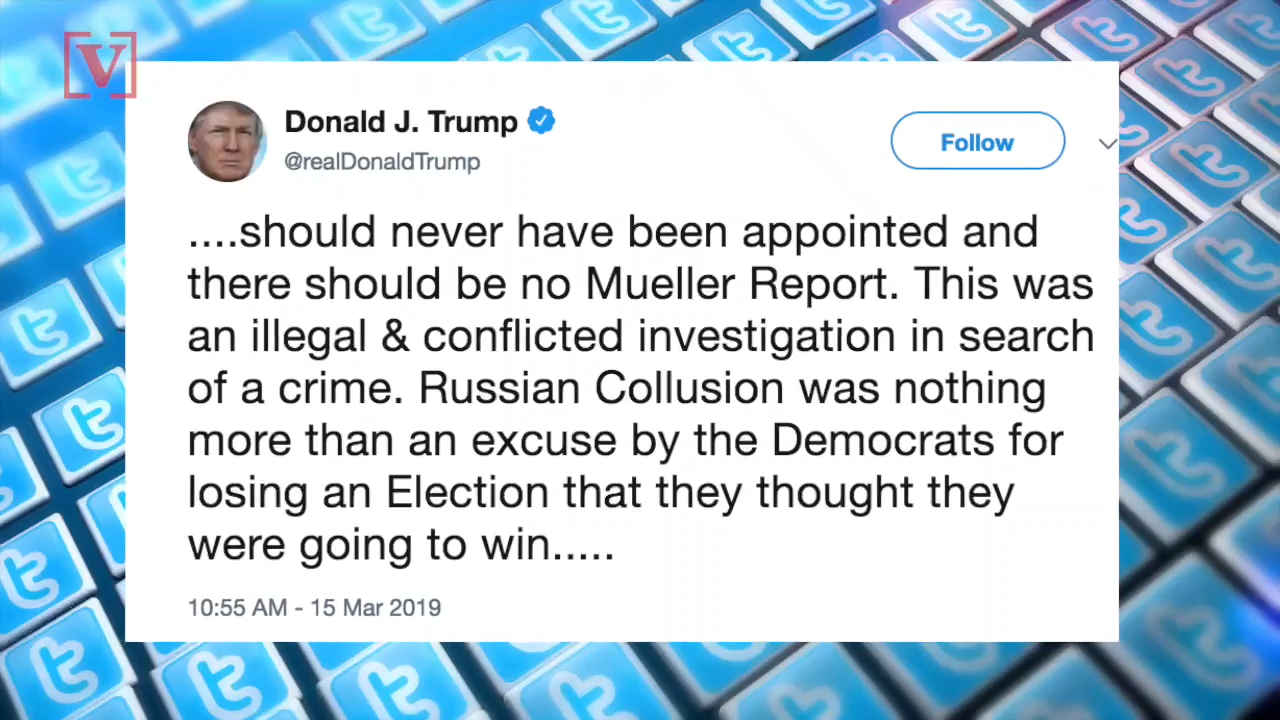 V
Donald J. Trump
@realDonaldTrump
Follow
....should never have been appointed and
there should be no Mueller Report. This was
an illegal & conflicted investigation in search
of a crime. Russian Collusion was nothing
more than an excuse by the Democrats for
losing an Election that they thought they
were going to win.....
10:55 AM - 15 Mar 2019